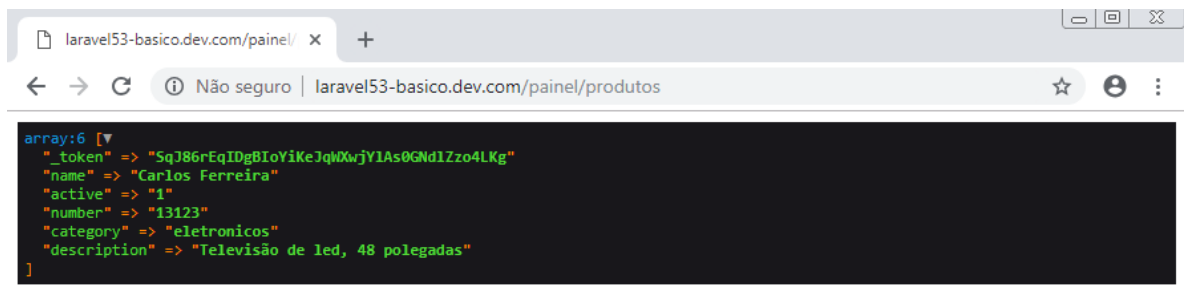 laravel53-basico.dev.com/painel/
Não seguro | laravel53-basico.dev.com/painel/produtos
array:6 [▼
"_token" => "SqJ86rEqIDgBIoYiKeJqWXwjYlAs0GNdlZzo4LKg"
"name" => "Carlos Ferreira"
"active" => "1"
"number" => "13123"
"category" => "eletronicos"
"description" => "Televisão de led, 48 polegadas"
]